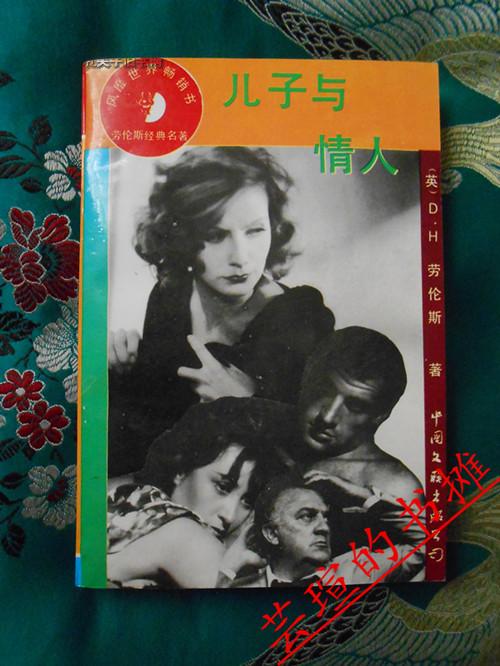 风靡世界畅销书
劳伦斯经典名著
儿子与
情人
（英）D·H 劳伦斯 著
中国文联出版公司
芸瑄的书摊